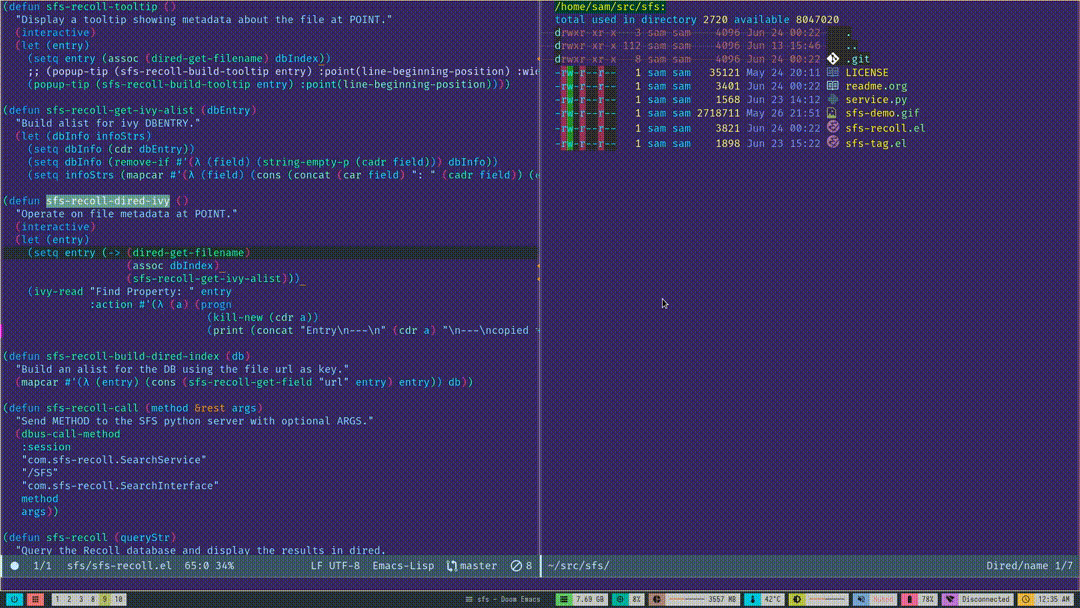 (defun sfs-recoll-tooltip ()
  "Display a tooltip showing metadata about the file at POINT."
  (interactive)
  (let (entry)
    (setq entry (assoc (dired-get-filename) dbIndex))
    ;; (popup-tip (sfs-recoll-build-tooltip entry) :point(line-beginning-position) :wid
    (popup-tip (sfs-recoll-build-tooltip entry) :point(line-beginning-position))))
(defun sfs-recoll-get-ivy-alist (dbEntry)
  "Build alist for ivy DBENTRY."
  (let (dbInfo infoStrs)
    (setq dbInfo (cdr dbEntry))
    (setq dbInfo (remove-if #'(λ (field) (string-empty-p (cadr field))) dbInfo))
    (setq infoStrs (mapcar #'(λ (field) (cons (concat (car field) ": " (cadr field)) (c
(defun sfs-recoll-dired-ivy ()
  "Operate on file metadata at POINT."
  (interactive)
  (let (entry)
    (setq entry (-> (dired-get-filename)
                    (assoc dbIndex)
                    (sfs-recoll-get-ivy-alist)))
    (ivy-read "Find Property: " entry
              :action #'(λ (a) (progn
                                 (kill-new (cdr a))
                                 (print (concat "Entry\n---\n" (cdr a) "\n---\ncopied
(defun sfs-recoll-build-dired-index (db)
  "Build an alist for the DB using the file url as key."
  (mapcar #'(λ (entry) (cons (sfs-recoll-get-field "url" entry) entry)) db))
(defun sfs-recoll-call (method &rest args)
  "Send METHOD to the SFS python server with optional ARGS."
  (dbus-call-method
   :session
   "com.sfs-recoll.SearchService"
   "/SFS"
   "com.sfs-recoll.SearchInterface"
   method
   args))
(defun sfs-recoll (queryStr)
  "Query the Recoll database and display the results in dired.
1/1 sfs/sfs-recoll.el 65:0 34% LF UTF-8 Emacs-Lisp master 8
/home/sam/src/sfs:
total used in directory 2720 available 8047020
drwxr-xr-x 3 sam sam 4096 Jun 24 00:22 .
drwxr-xr-x 112 sam sam 4096 Jun 13 15:46 ..
drwxr-xr-x 8 sam sam 4096 Jun 24 00:22 .git
-rw-r--r-- 1 sam sam 35121 May 24 20:11 LICENSE
-rw-r--r-- 1 sam sam 3401 Jun 24 00:22 readme.org
-rw-r--r-- 1 sam sam 1568 Jun 23 14:12 service.py
-rw-r--r-- 1 sam sam 2718711 May 26 21:51 sfs-demo.gif
-rw-r--r-- 1 sam sam 3821 Jun 24 00:22 sfs-recoll.el
-rw-r--r-- 1 sam sam 1898 Jun 23 15:22 sfs-tag.el
~/src/sfs/ Dired/name 1/7
1 2 3 8 9 10 sfs – Doom Emacs 7.69 GB 8% 3557 MB 42°C Muted 78% Disconnected 12:35 AM